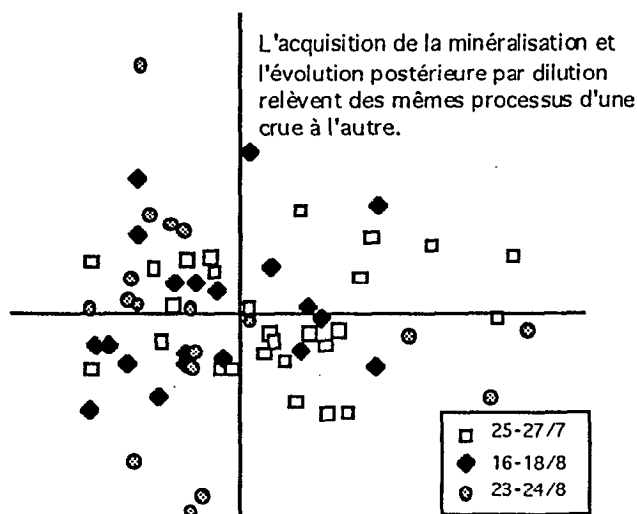 L'acquisition de la minéralisation et
l'évolution postérieure par dilution
relèvent des mêmes processus d'une
crue à l'autre.
25-27/7
16-18/8
23-24/8